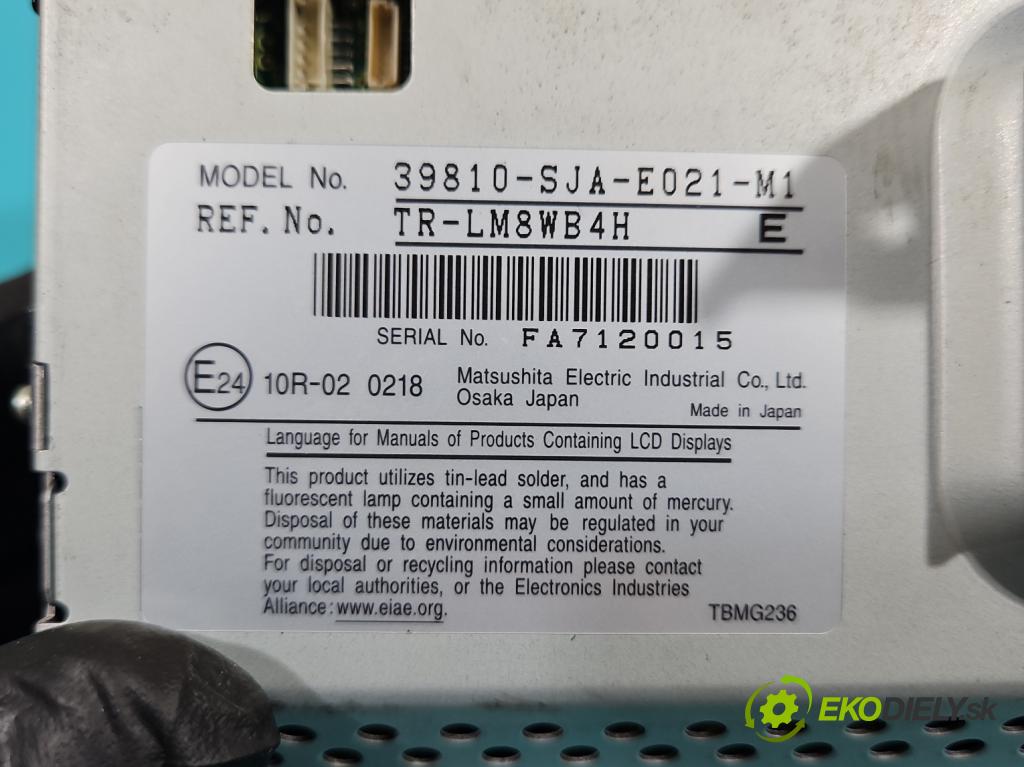 MODEL No. 39810-SJA-E021-M1
REF. No. TR-LM8WB4H E
SERIAL No. FA7120015
E24 10R-02 0218 Matsushita Electric Industrial Co., Ltd.
Osaka Japan
Made in Japan
Language for Manuals of Products Containing LCD Displays
This product utilizes tin-lead solder, and has a
fluorescent lamp containing a small amount of mercury.
Disposal of these materials may be regulated in your
community due to environmental considerations.
For disposal or recycling information please contact
your local authorities, or the Electronics Industries
Alliance: www.eiae.org.
TBMG236
EKODIELY.sk